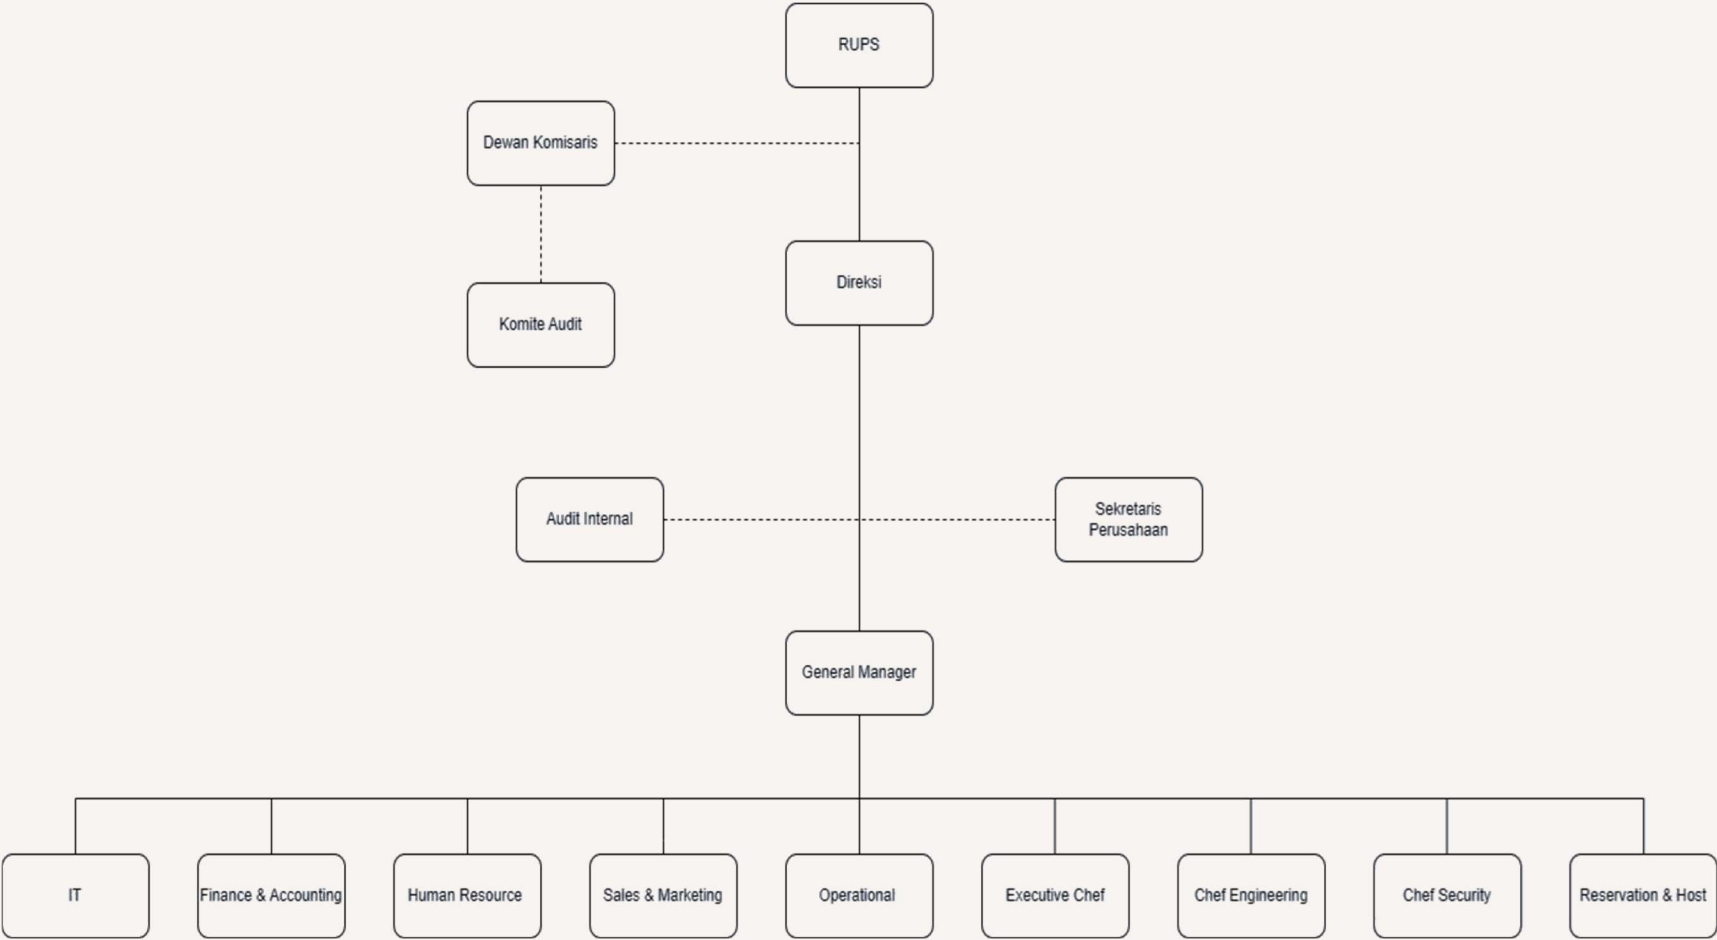 RUPS
Dewan Komisaris
Direksi
Komite Audit
Audit Internal
Sekretaris
Perusahaan
General Manager
IT
Finance & Accounting
Human Resource
Sales & Marketing
Operational
Executive Chef
Chef Engineering
Chef Security
Reservation & Host